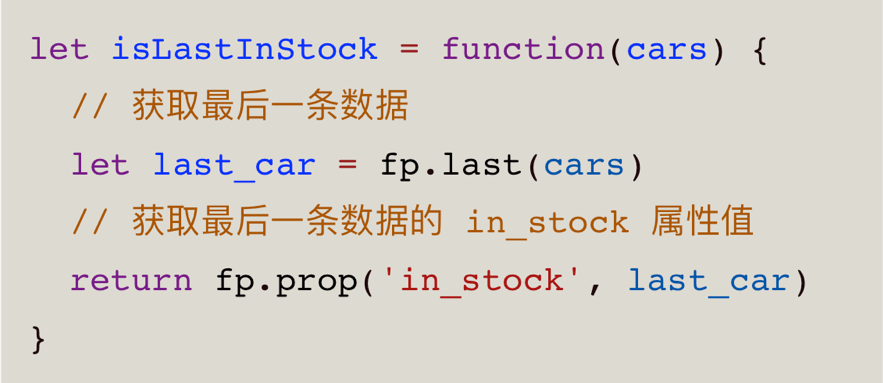 let isLastInStock = function(cars) {
  // 获取最后一条数据
  let last_car = fp.last(cars)
  // 获取最后一条数据的 in_stock 属性值
  return fp.prop('in_stock', last_car)
}